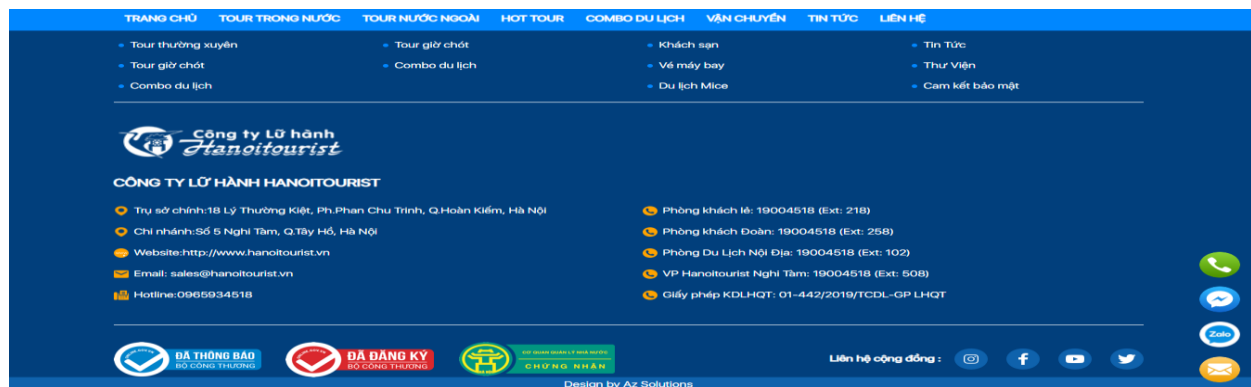 TRANG CHỦ TOUR TRONG NƯỚC TOUR NƯỚC NGOÀI HOT TOUR COMBO DU LỊCH VẬN CHUYỂN TIN TỨC LIÊN HỆ
Tour thường xuyên Tour giờ chót Khách sạn Tin Tức
Tour giờ chót Combo du lịch Vé máy bay Thư Viện
Combo du lịch Du lịch Mice Cam kết bảo mật
Công ty Lữ hành
Hanoitourist
CÔNG TY LỮ HÀNH HANOITOURIST
Trụ sở chính:18 Lý Thường Kiệt, Ph.Phan Chu Trinh, Q.Hoàn Kiếm, Hà Nội
Chi nhánh:Số 5 Nghi Tàm, Q.Tây Hồ, Hà Nội
Website:http://www.hanoitourist.vn
Email: sales@hanoitourist.vn
Hotline:0965934518
Phòng khách lẻ: 19004518 (Ext: 218)
Phòng khách Đoàn: 19004518 (Ext: 258)
Phòng Du Lịch Nội Địa: 19004518 (Ext: 102)
VP Hanoitourist Nghi Tàm: 19004518 (Ext: 508)
Giấy phép KDLHQT: 01-442/2019/TCDL-GP LHQT
Zalo
ĐÃ THÔNG BÁO
BỘ CÔNG THƯƠNG
ĐÃ ĐĂNG KÝ
BỘ CÔNG THƯƠNG
CƠ QUAN QUẢN LÝ NHÀ NƯỚC
CHỨNG NHẬN
Liên hệ cộng đồng :
Design by Az Solutions